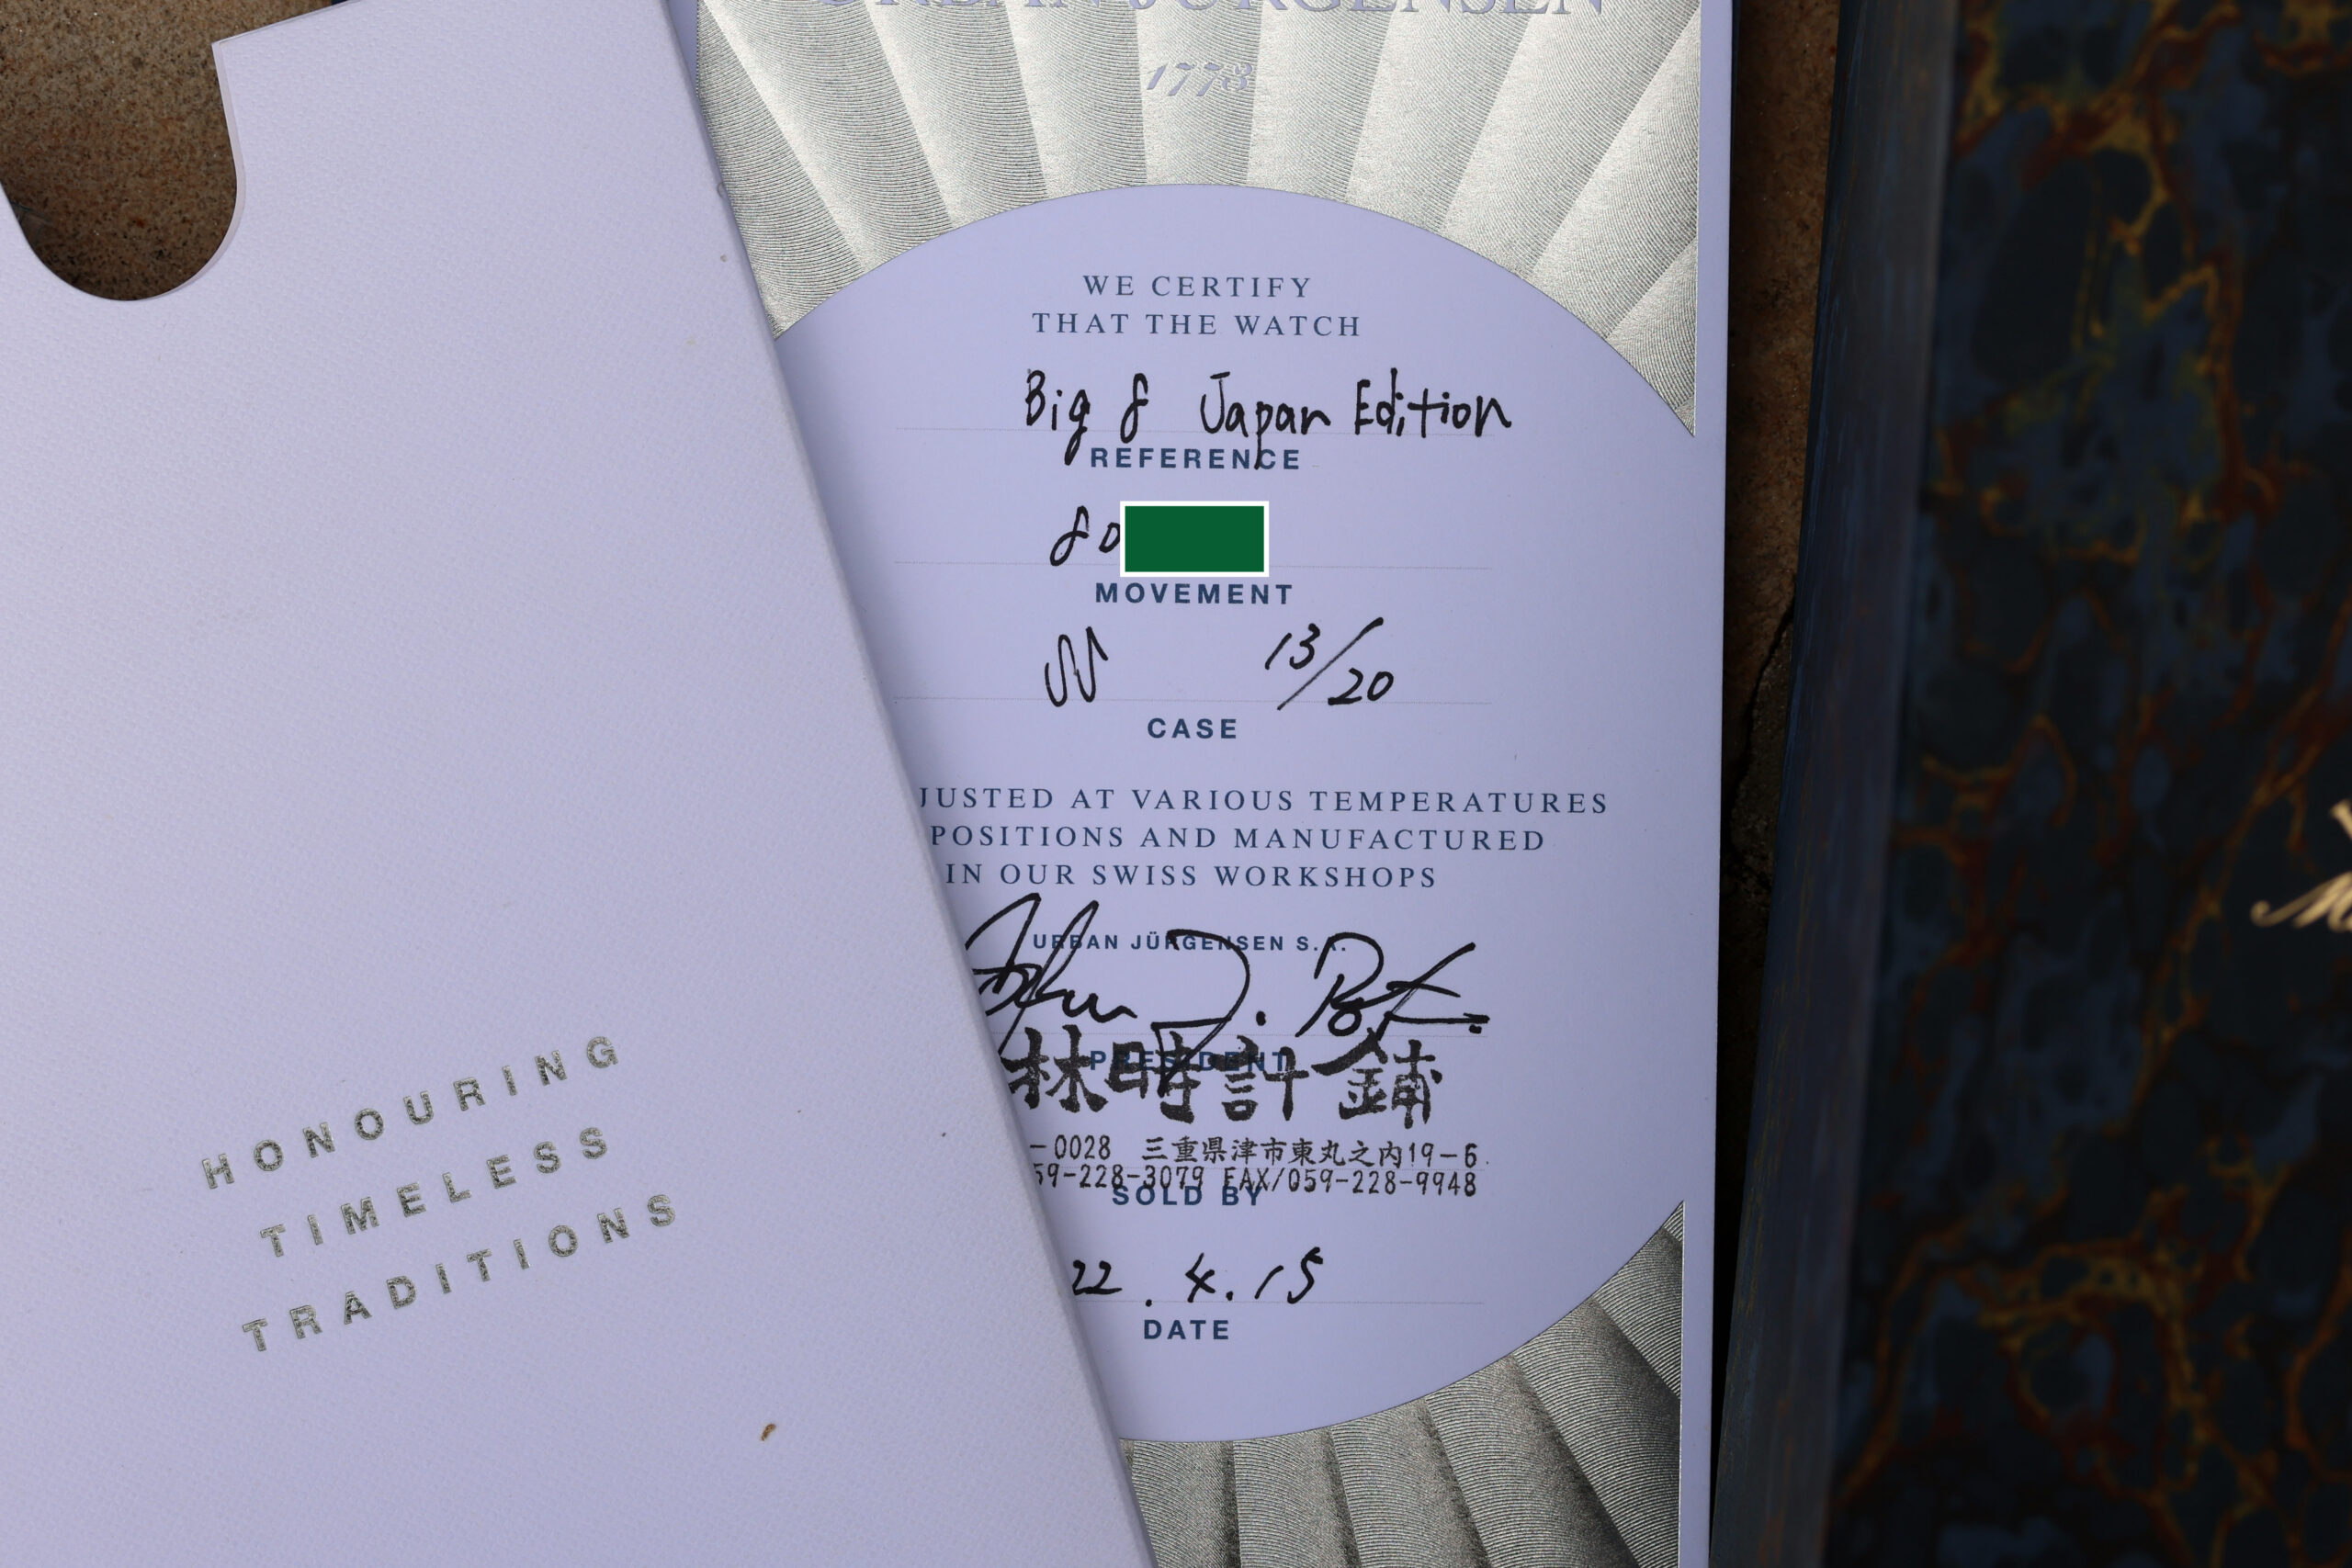 URBAN JÜRGENSEN
1773
WE CERTIFY
THAT THE WATCH
Big 8 Japan Edition
REFERENCE
80
MOVEMENT
SS 13/20
CASE
JUSTED AT VARIOUS TEMPERATURES
POSITIONS AND MANUFACTURED
IN OUR SWISS WORKSHOPS
URBAN JÜRGENSEN S.A.
PRESIDENT
林時計鋪
-0028 三重県津市東丸之内19-6
59-228-3079 FAX/059-228-9948
SOLD BY
22.4.15
DATE
HONOURING
TIMELESS
TRADITIONS